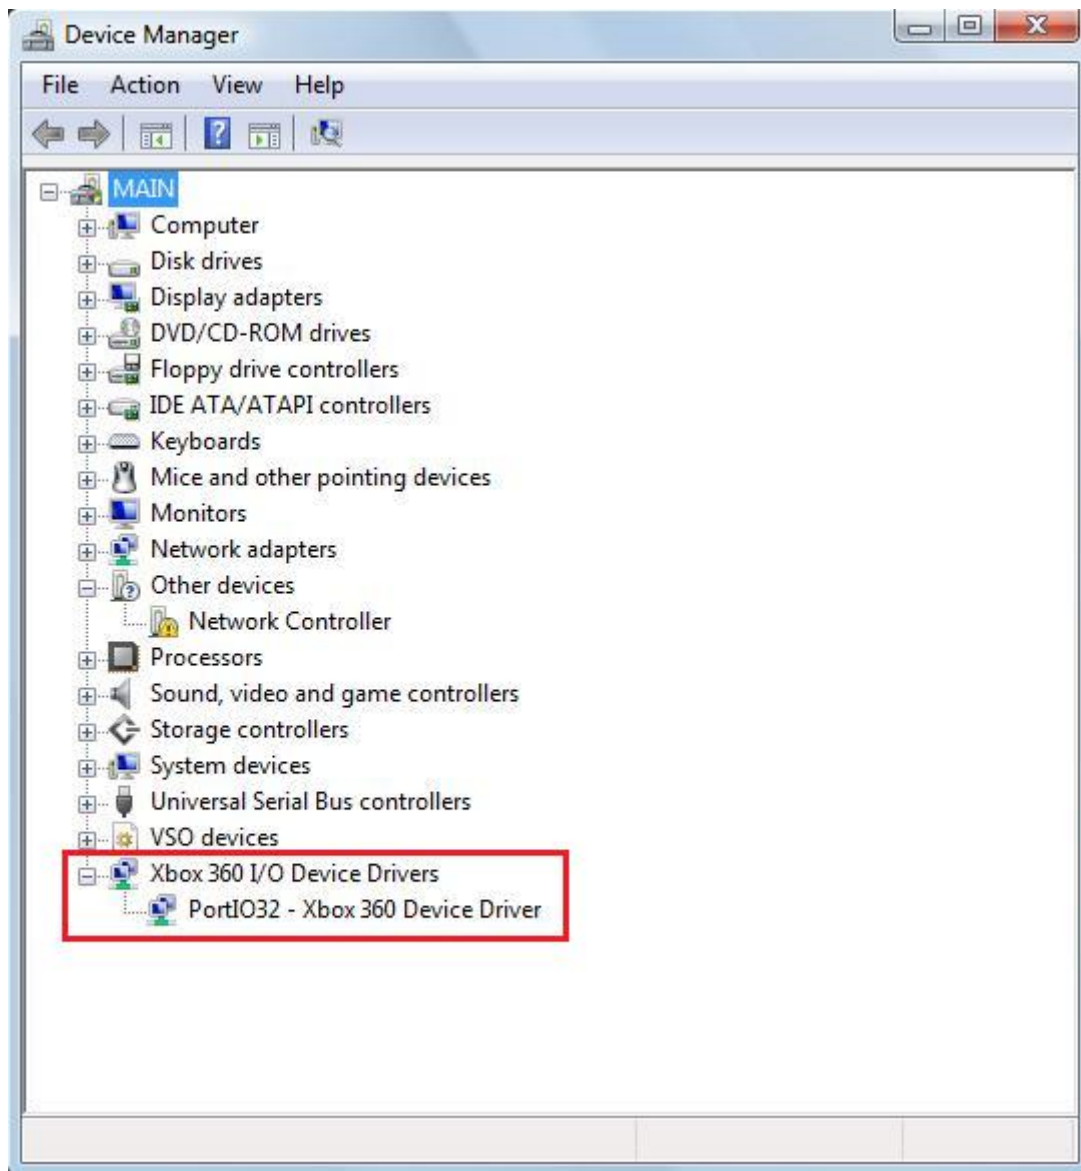 Device Manager
File Action View Help
MAIN
Computer
Disk drives
Display adapters
DVD/CD-ROM drives
Floppy drive controllers
IDE ATA/ATAPI controllers
Keyboards
Mice and other pointing devices
Monitors
Network adapters
Other devices
Network Controller
Processors
Sound, video and game controllers
Storage controllers
System devices
Universal Serial Bus controllers
VSO devices
Xbox 360 I/O Device Drivers
PortIO32 - Xbox 360 Device Driver